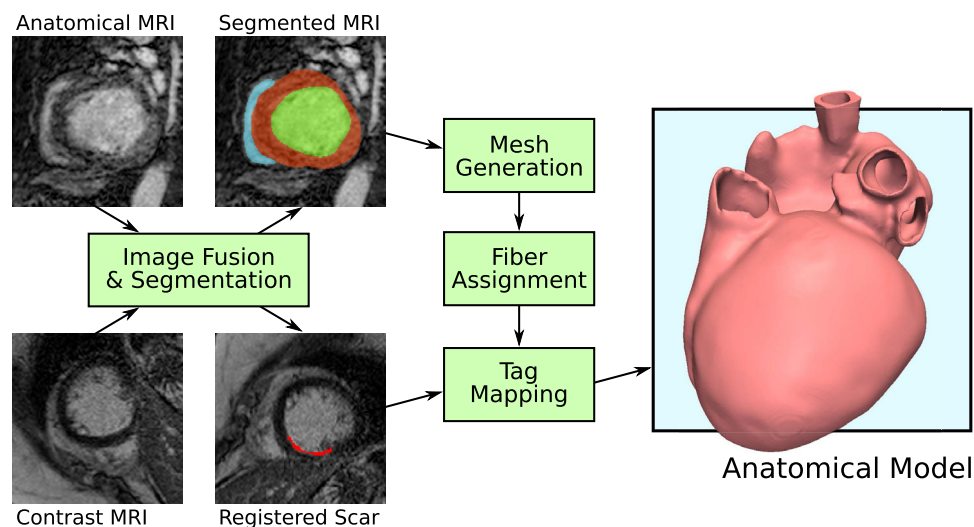 Anatomical MRI
Segmented MRI
Mesh
Generation
Image Fusion
& Segmentation
Fiber
Assignment
Tag
Mapping
Anatomical Model
Contrast MRI
Registered Scar